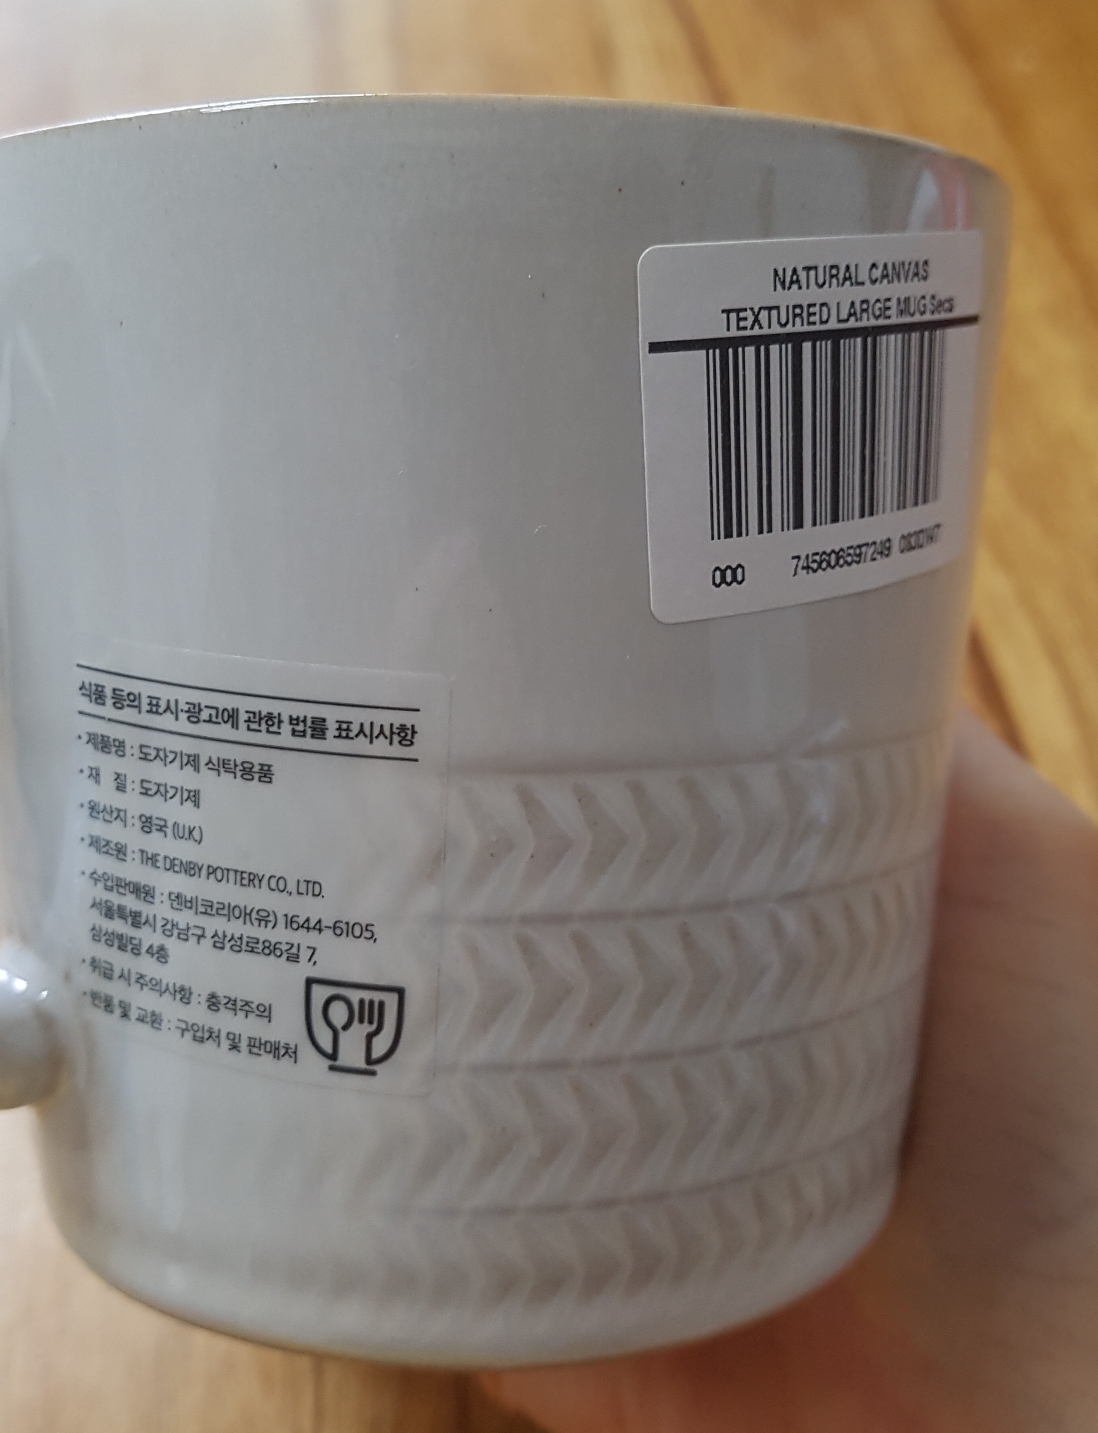 NATURAL CANVAS
TEXTURED LARGE MUG Secs
000 745606597249
식품 등의 표시·광고에 관한 법률 표시사항
· 제품명 : 도자기제 식탁용품
· 재 질 : 도자기제
· 원산지 : 영국 (U.K.)
· 제조원 : THE DENBY POTTERY CO., LTD.
· 수입판매원 : 덴비코리아(유) 1644-6105,
서울특별시 강남구 삼성로86길 7,
삼성빌딩 4층
· 취급 시 주의사항 : 충격주의
· 반품 및 교환 : 구입처 및 판매처